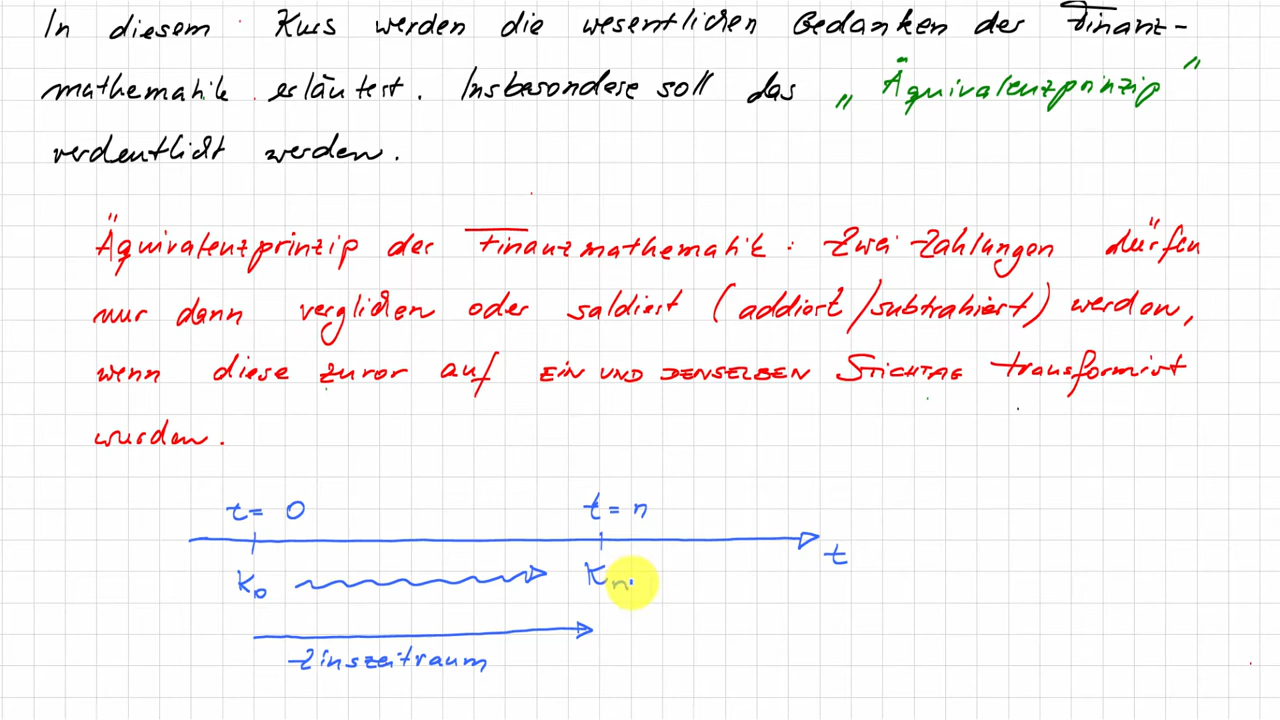 In diesem Kurs werden die wesentlichen Gedanken der Finanz-
mathematik erläutert. Insbesondere soll das „Äquivalenzprinzip"
verdeutlicht werden.
Äquivalenzprinzip der Finanzmathematik: Zwei Zahlungen dürfen
nur dann verglichen oder saldiert (addiert/subtrahiert) werden,
wenn diese zuvor auf EIN UND DENSELBEN STICHTAG transformiert
wurden.
t = 0 t = n
t
K₀ Kₙ
Zinszeitraum